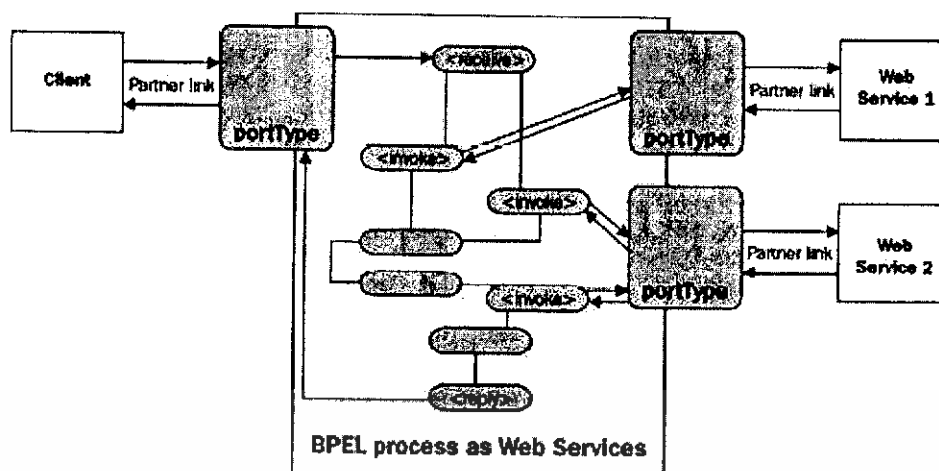 Client
Partner link
portType
<receive>
<invoke>
<invoke>
<invoke>
<reply>
portType
Partner link
Web
Service 1
portType
Partner link
Web
Service 2
BPEL process as Web Services